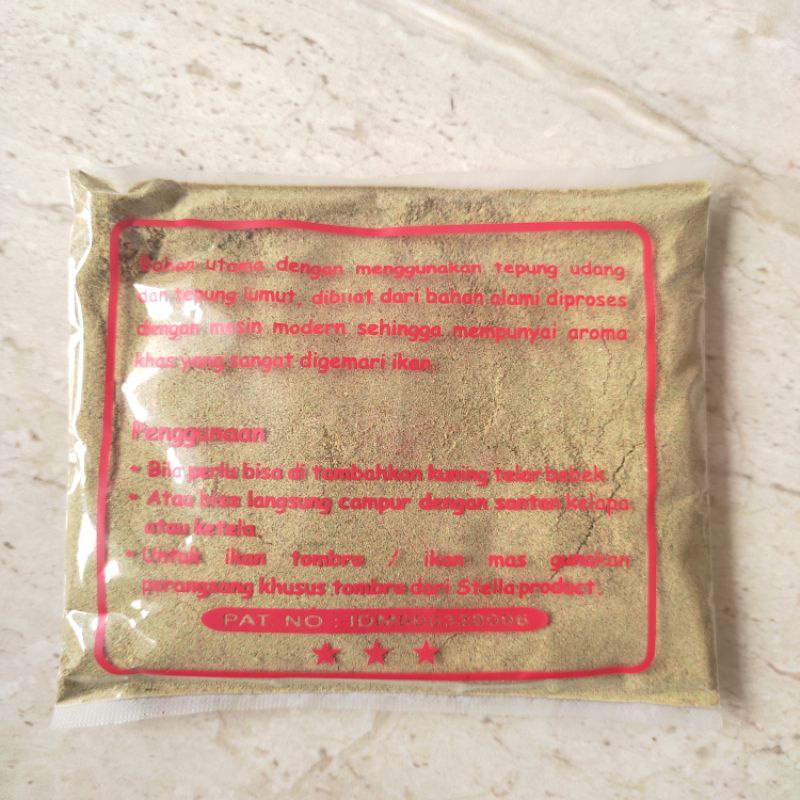 Bahan utama dengan menggunakan tepung udang
dan tepung lumut, dibuat dari bahan alami diproses
dengan mesin modern sehingga mempunyai aroma
khas yang sangat digemari ikan.
Penggunaan
• Bila perlu bisa di tambahkan kuning telor bebek
• Atau bisa langsung campur dengan santan kelapa
atau ketela
• Untuk ikan tombro / ikan mas gunakan
perangsang khusus tombro dari Stella product.
PAT. NO :